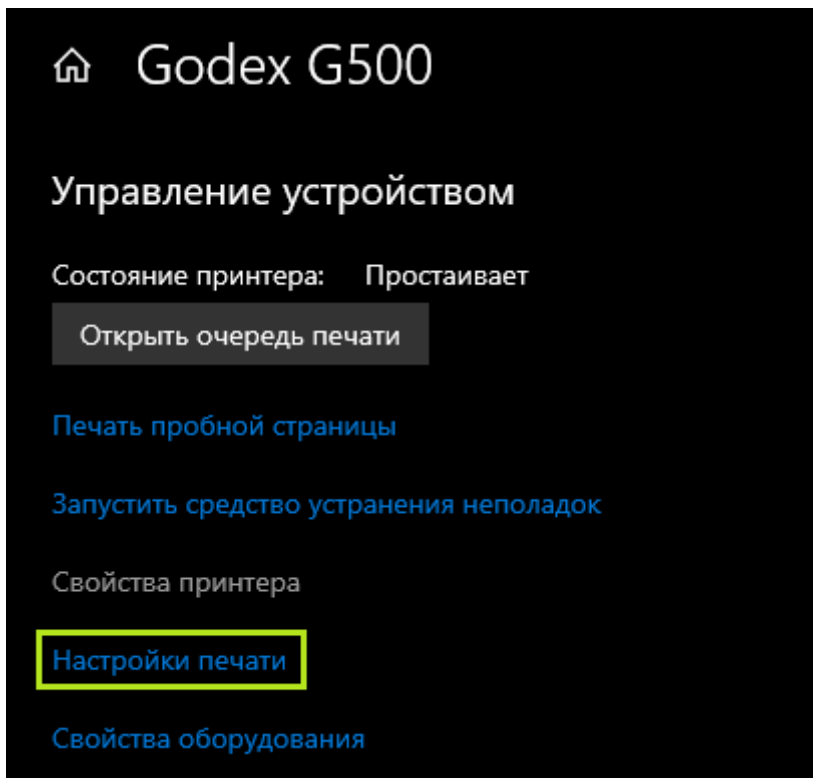 Godex G500
Управление устройством
Состояние принтера: Простаивает
Открыть очередь печати
Печать пробной страницы
Запустить средство устранения неполадок
Свойства принтера
Настройки печати
Свойства оборудования